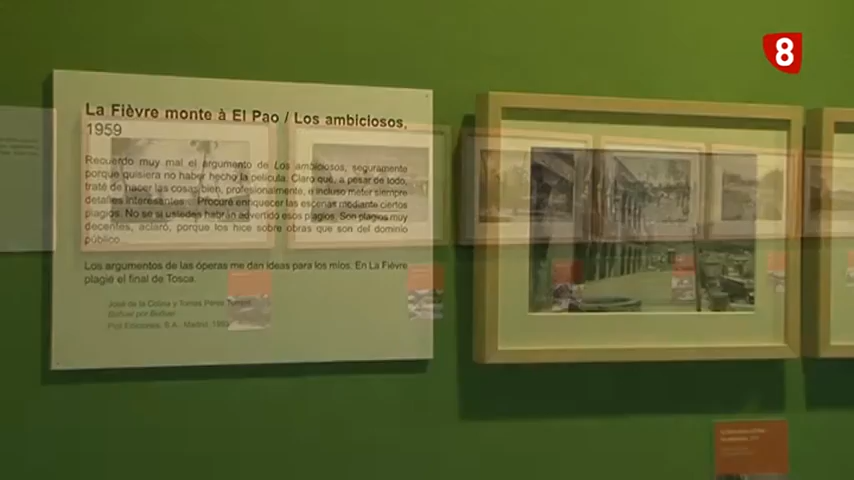 8
La Fièvre monte à El Pao / Los ambiciosos,
1959
Recuerdo muy mal el argumento de Los ambiciosos, seguramente
porque quisiera no haber hecho la película. Claro que, a pesar de todo,
traté de hacer las cosas bien, profesionalmente, e incluso meter siempre
detalles interesantes... Procuré enriquecer las escenas mediante ciertos
plagios. No se si ustedes habrán advertido esos plagios. Son plagios muy
decentes, aclaró, porque los hice sobre obras que son del dominio
público...
Los argumentos de las óperas me dan ideas para los míos. En La Fièvre
plagié el final de Tosca.
José de la Colina y Tomás Pérez Turrent
Buñuel por Buñuel
Plot Ediciones, S.A., Madrid, 1993